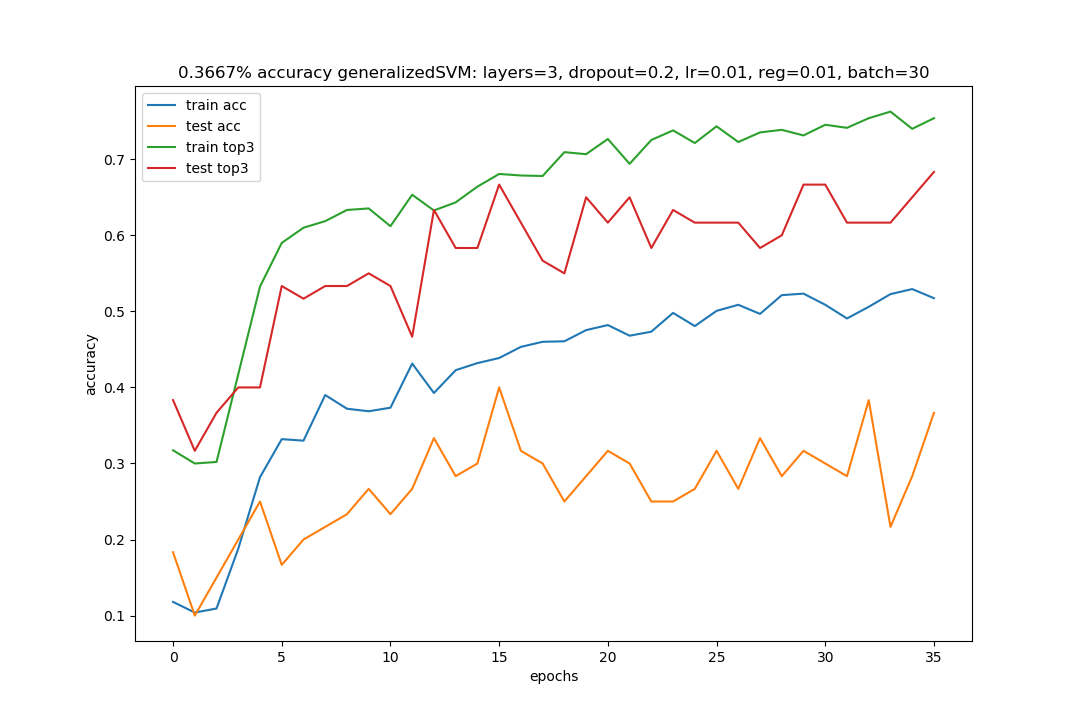 0.3667% accuracy generalizedSVM: layers=3, dropout=0.2, lr=0.01, reg=0.01, batch=30
train acc
test acc
train top3
test top3
accuracy
0.7
0.6
0.5
0.4
0.3
0.2
0.1
0 5 10 15 20 25 30 35
epochs